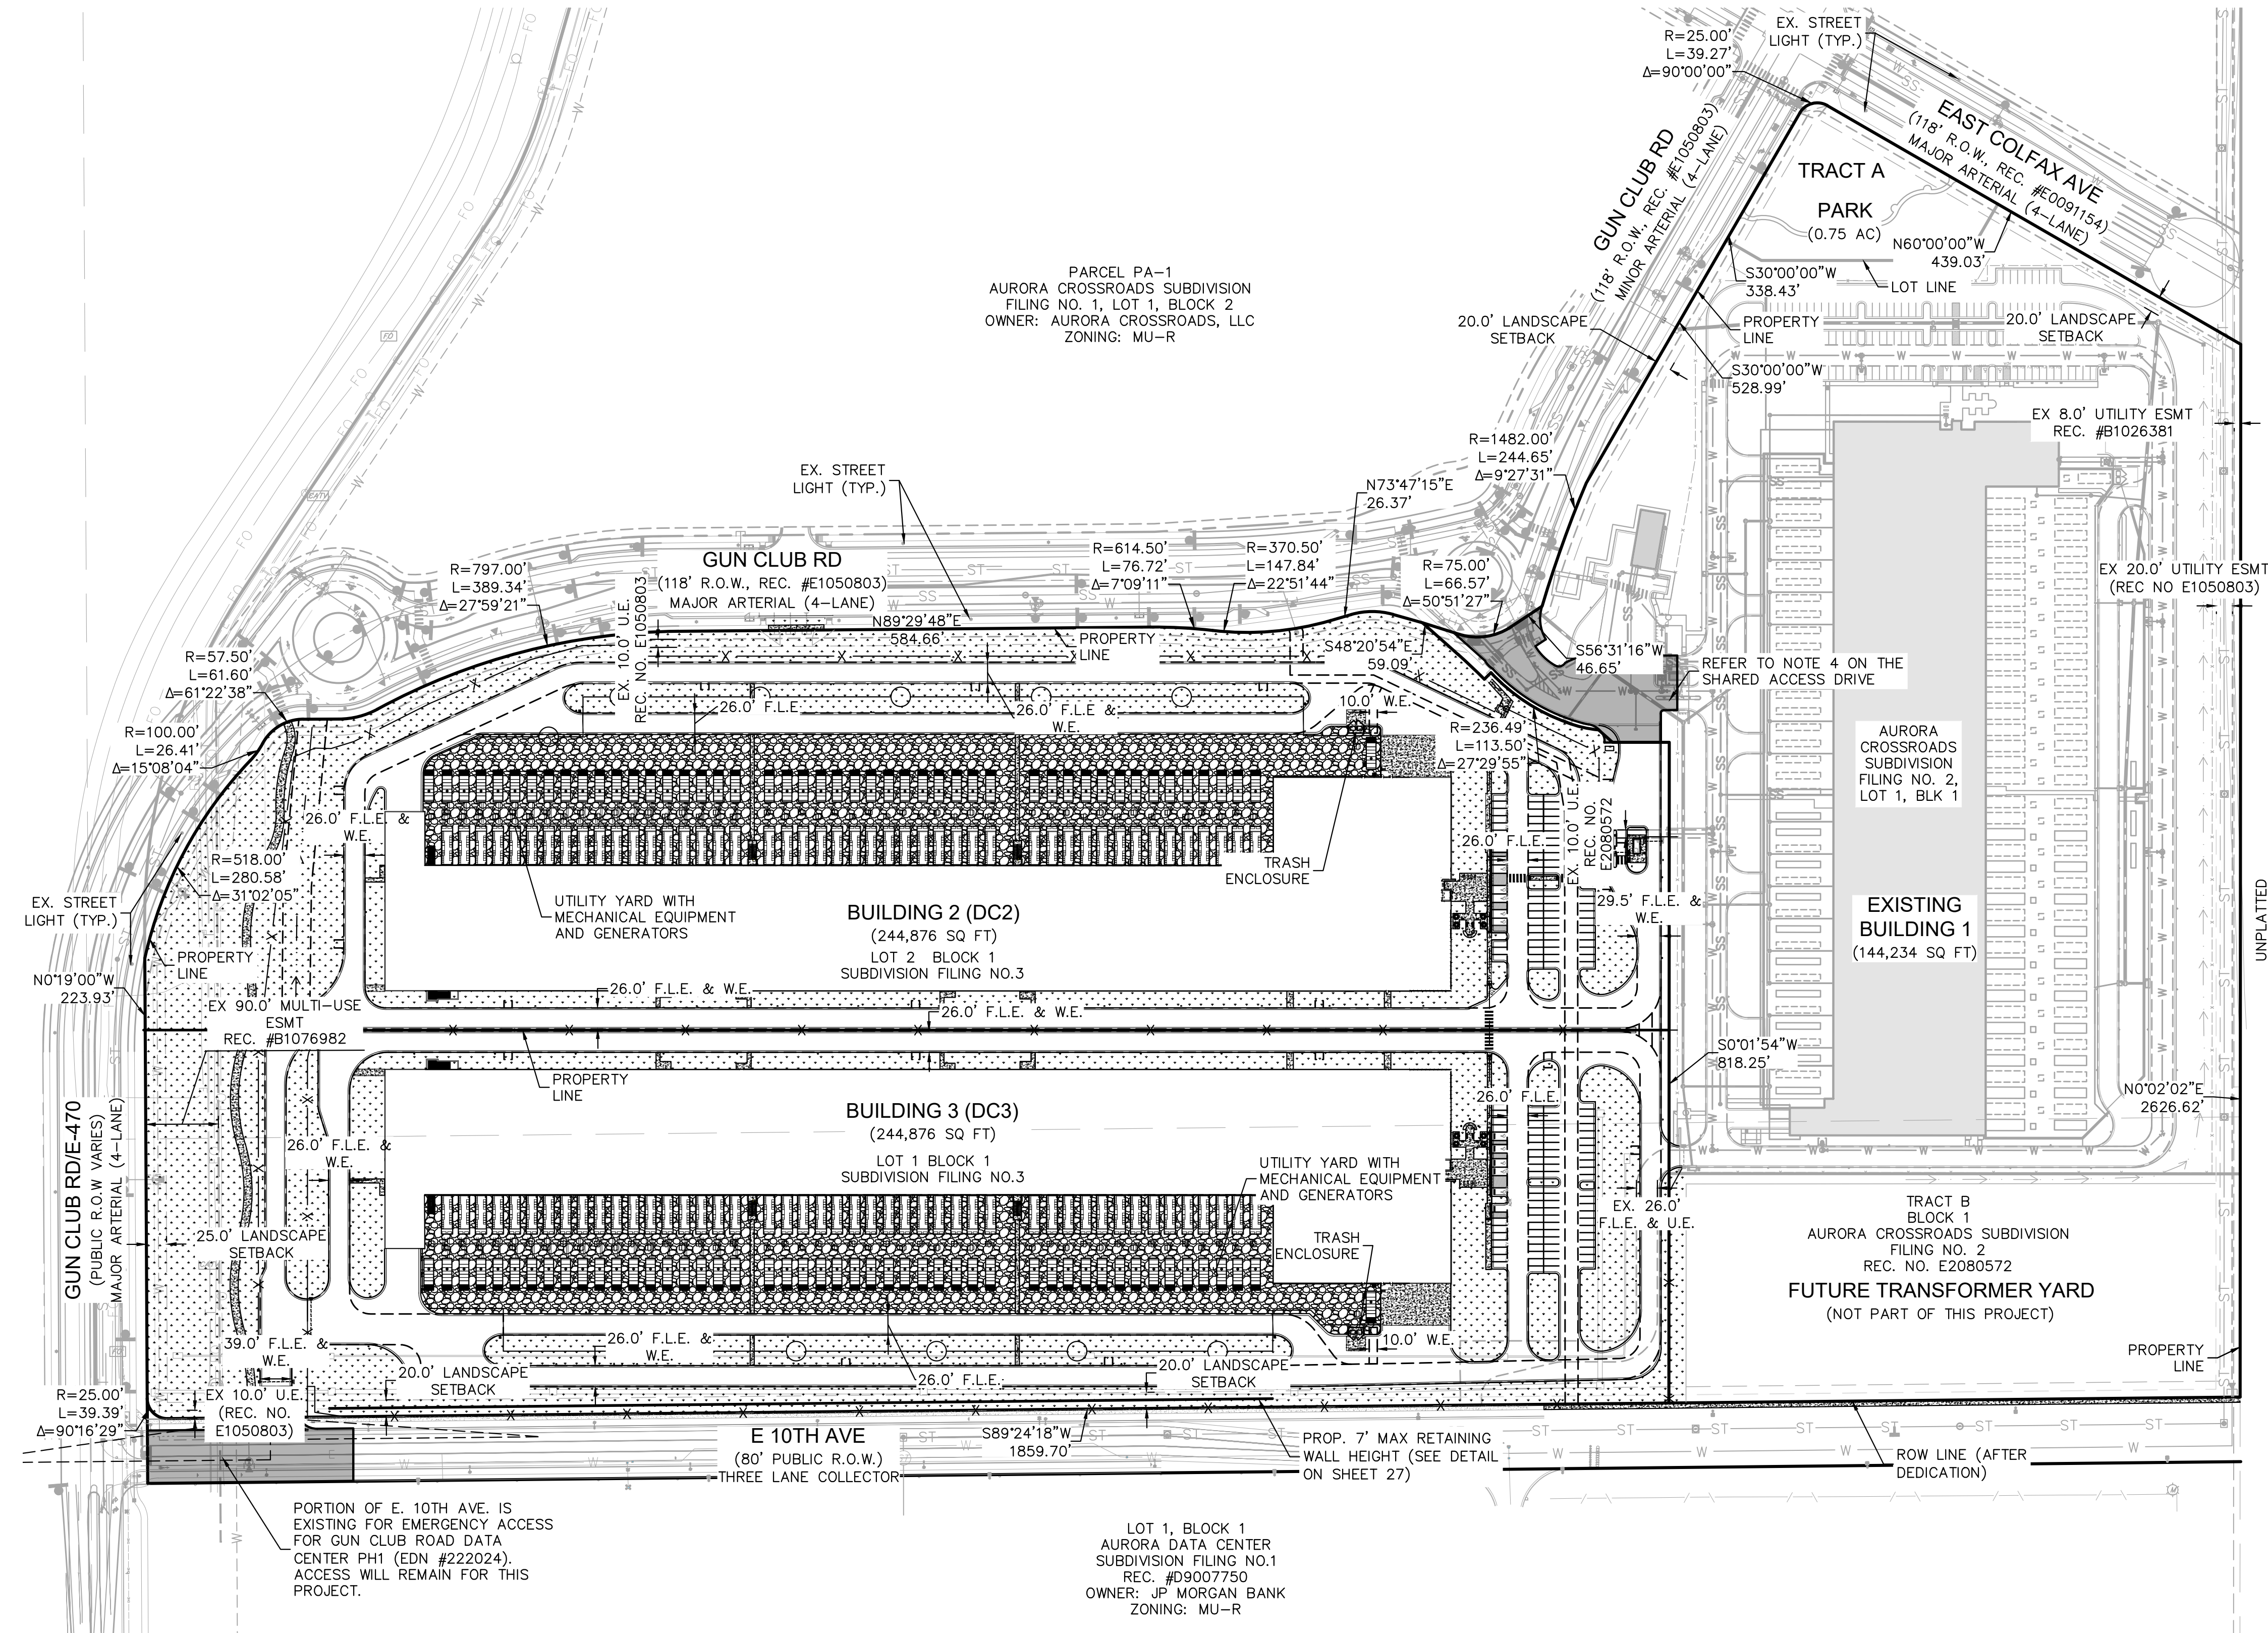 EX. STREET
LIGHT (TYP.)
R=25.00'
L=39.27'
Δ=90°00'00"
EAST COLFAX AVE
(118' R.O.W., REC. #E0091154)
MAJOR ARTERIAL (4-LANE)
GUN CLUB RD
(118' R.O.W., REC. #E1050803)
MINOR ARTERIAL (4-LANE)
TRACT A
PARK
(0.75 AC)
N60°00'00"W
439.03'
S30°00'00"W
338.43'
LOT LINE
PROPERTY
LINE
20.0' LANDSCAPE
SETBACK
20.0' LANDSCAPE
SETBACK
S30°00'00"W
528.99'
PARCEL PA-1
AURORA CROSSROADS SUBDIVISION
FILING NO. 1, LOT 1, BLOCK 2
OWNER: AURORA CROSSROADS, LLC
ZONING: MU-R
EX 8.0' UTILITY ESMT
REC. #B1026381
R=1482.00'
L=244.65'
Δ=9°27'31"
EX. STREET
LIGHT (TYP.)
N73°47'15"E
26.37'
GUN CLUB RD
(118' R.O.W., REC. #E1050803)
MAJOR ARTERIAL (4-LANE)
R=797.00'
L=389.34'
Δ=27°59'21"
EX. 10.0' U.E.
REC. NO. E1050803
R=614.50'
L=76.72'
Δ=7°09'11"
R=370.50'
L=147.84'
Δ=22°51'44"
R=75.00'
L=66.57'
Δ=50°51'27"
EX 20.0' UTILITY ESMT
(REC NO E1050803)
N89°29'48"E
584.66'
PROPERTY
LINE
S48°20'54"E
59.09'
S56°31'16"W
46.65'
REFER TO NOTE 4 ON THE
SHARED ACCESS DRIVE
R=57.50'
L=61.60'
Δ=61°22'38"
R=100.00'
L=26.41'
Δ=15°08'04"
26.0' F.L.E
26.0' F.L.E &
W.E.
10.0' W.E.
R=236.49'
L=113.50'
Δ=27°29'55"
AURORA
CROSSROADS
SUBDIVISION
FILING NO. 2,
LOT 1, BLK 1
26.0' F.L.E. &
W.E.
R=518.00'
L=280.58'
Δ=31°02'05"
26.0' F.L.E.
EX. 10.0' U.E.
REC. NO.
E2080572
TRASH
ENCLOSURE
EX. STREET
LIGHT (TYP.)
UTILITY YARD WITH
MECHANICAL EQUIPMENT
AND GENERATORS
BUILDING 2 (DC2)
(244,876 SQ FT)
LOT 2 BLOCK 1
SUBDIVISION FILING NO.3
29.5' F.L.E. &
W.E.
EXISTING
BUILDING 1
(144,234 SQ FT)
UNPLATTED
PROPERTY
LINE
N0°19'00"W
223.93'
26.0' F.L.E. & W.E.
26.0' F.L.E. & W.E.
EX 90.0' MULTI-USE
ESMT
REC. #B1076982
S0°01'54"W
818.25'
PROPERTY
LINE
26.0' F.L.E.
N0°02'02"E
2626.62'
GUN CLUB RD/E-470
(PUBLIC R.O.W VARIES)
MAJOR ARTERIAL (4-LANE)
BUILDING 3 (DC3)
(244,876 SQ FT)
LOT 1 BLOCK 1
SUBDIVISION FILING NO.3
26.0' F.L.E. &
W.E.
UTILITY YARD WITH
MECHANICAL EQUIPMENT
AND GENERATORS
EX. 26.0'
F.L.E. & U.E.
TRACT B
BLOCK 1
AURORA CROSSROADS SUBDIVISION
FILING NO. 2
REC. NO. E2080572
FUTURE TRANSFORMER YARD
(NOT PART OF THIS PROJECT)
25.0' LANDSCAPE
SETBACK
TRASH
ENCLOSURE
39.0' F.L.E. &
W.E.
26.0' F.L.E. &
W.E.
10.0' W.E.
20.0' LANDSCAPE
SETBACK
26.0' F.L.E.
20.0' LANDSCAPE
SETBACK
PROPERTY
LINE
R=25.00'
L=39.39'
Δ=90°16'29"
EX 10.0' U.E.
(REC. NO.
E1050803)
E 10TH AVE
(80' PUBLIC R.O.W.)
THREE LANE COLLECTOR
S89°24'18"W
1859.70'
PROP. 7' MAX RETAINING
WALL HEIGHT (SEE DETAIL
ON SHEET 27)
ROW LINE (AFTER
DEDICATION)
PORTION OF E. 10TH AVE. IS
EXISTING FOR EMERGENCY ACCESS
FOR GUN CLUB ROAD DATA
CENTER PH1 (EDN #222024).
ACCESS WILL REMAIN FOR THIS
PROJECT.
LOT 1, BLOCK 1
AURORA DATA CENTER
SUBDIVISION FILING NO.1
REC. #D9007750
OWNER: JP MORGAN BANK
ZONING: MU-R